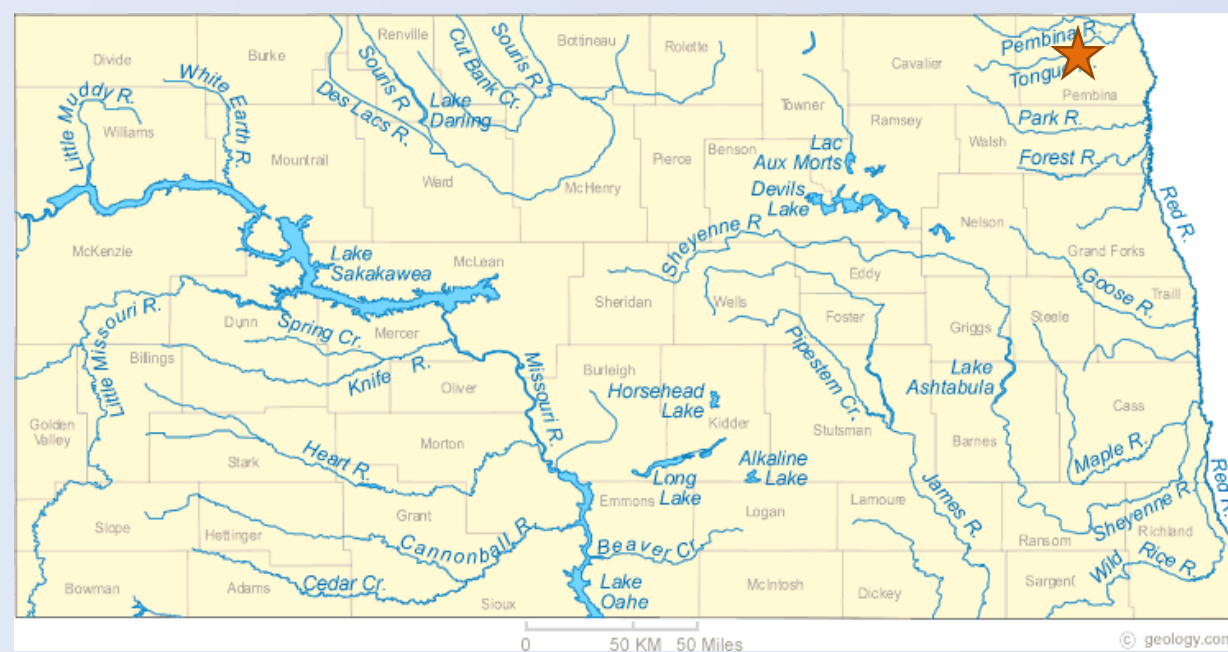 Divide
Burke
Renville
Bottineau
Rolette
Cavalier
Pembina R.
Pembina
Towner
Ramsey
Walsh
Park R.
Forest R.
Little Muddy R.
Williams
White Earth R.
Mountrail
Souris R.
Des Lacs R.
Lake
Darling
Cut Bank Cr.
Souris R.
Ward
McHenry
Pierce
Benson
Lac
Aux Morts
Devils
Lake
Nelson
Red R.
Grand Forks
McKenzie
Lake
Sakakawea
McLean
Sheyenne R
Sheridan
Wells
Eddy
Foster
Griggs
Steele
Goose R.
Traill
Little Missouri R.
Dunn
Spring Cr.
Mercer
Knife R.
Billings
Oliver
Missouri R.
Burleigh
Horsehead
Lake
Kidder
Pipestern Cr.
Stutsman
Lake
Ashtabula
Barnes
Cass
Maple R.
Golden
Valley
Stark
Heart R.
Morton
Long
Lake
Alkaline
Lake
Emmons
Logan
Lamoure
James R.
Ransom
Sheyenne R.
Richland
Red R.
Slope
Hettinger
Grant
Cannonball R.
Beaver Cr.
Bowman
Adams
Cedar Cr.
Sioux
Lake
Oahe
McIntosh
Dickey
Sargent
Wild Rice R.
0 50 KM 50 Miles